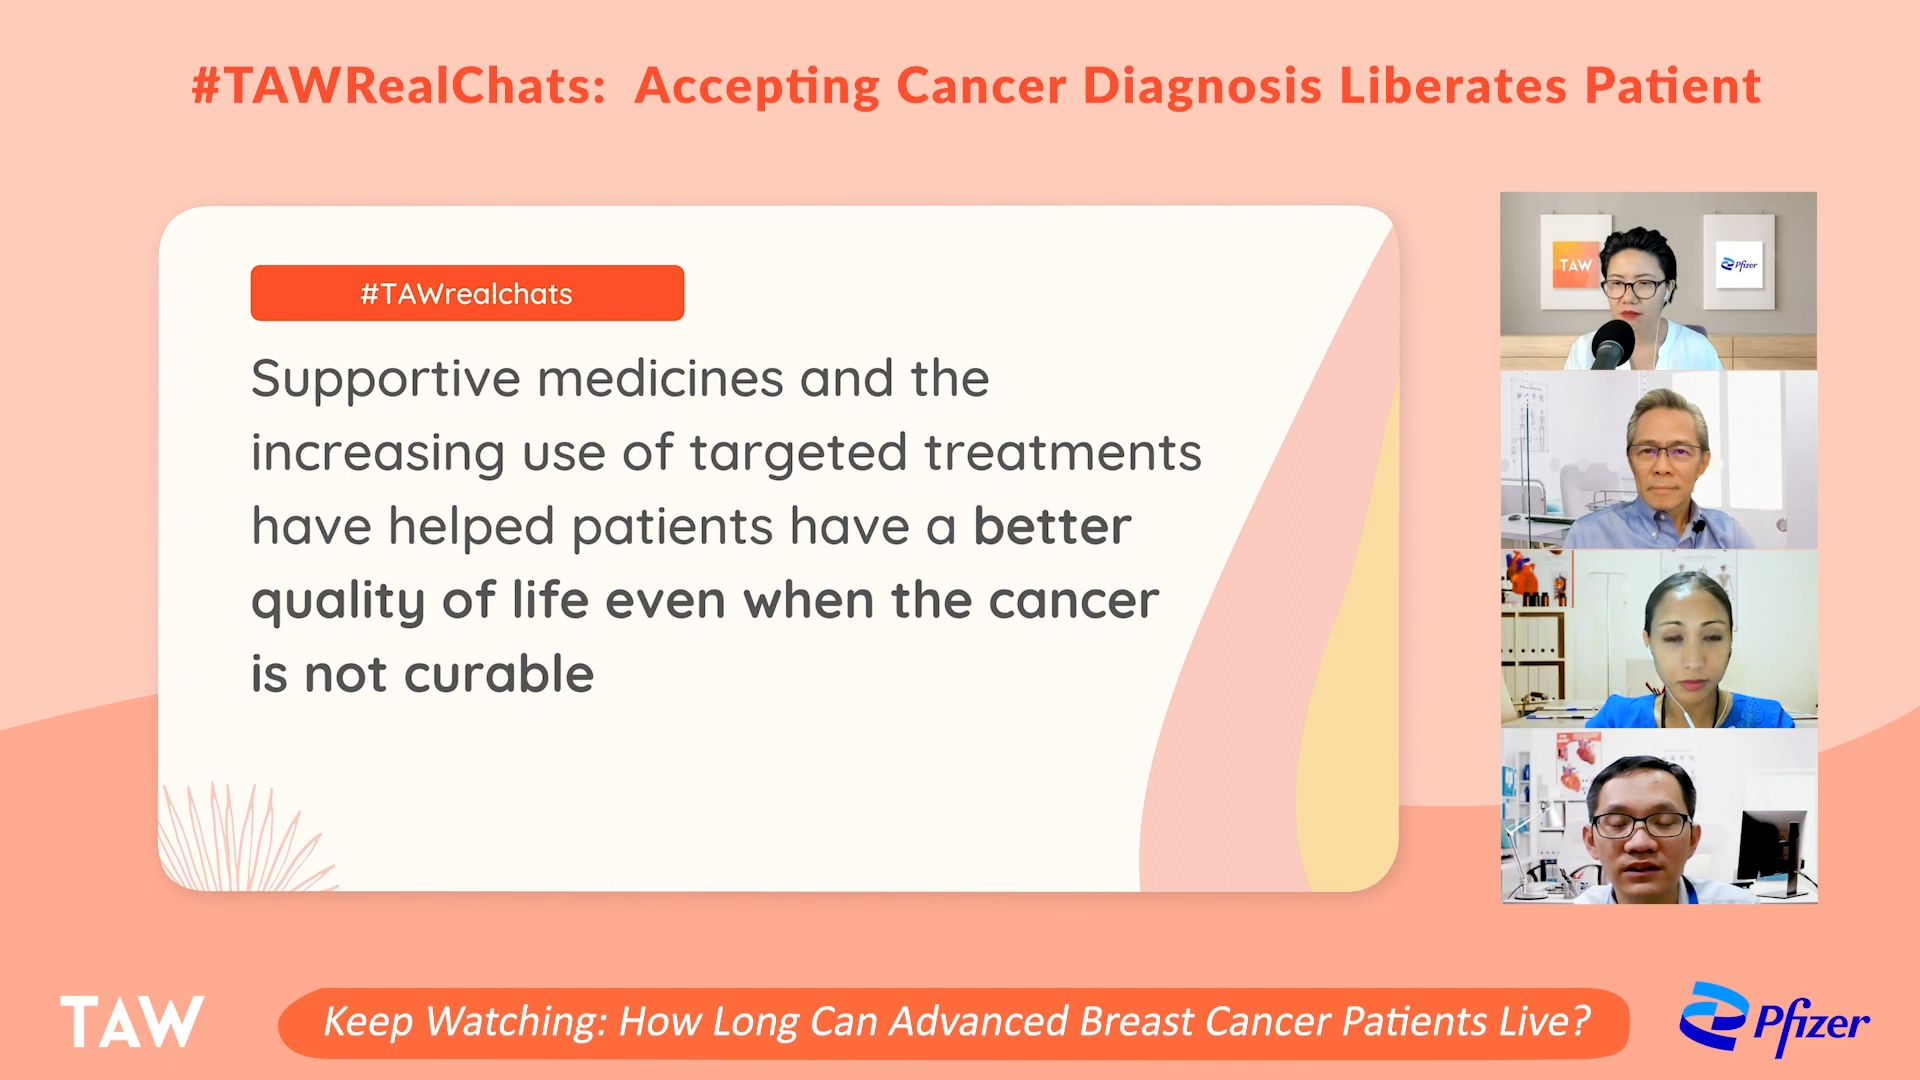 #TAWRealChats: Accepting Cancer Diagnosis Liberates Patient
#TAWrealchats
Supportive medicines and the
increasing use of targeted treatments
have helped patients have a better
quality of life even when the cancer
is not curable
TAW
Pfizer
TAW
Keep Watching: How Long Can Advanced Breast Cancer Patients Live?
Pfizer